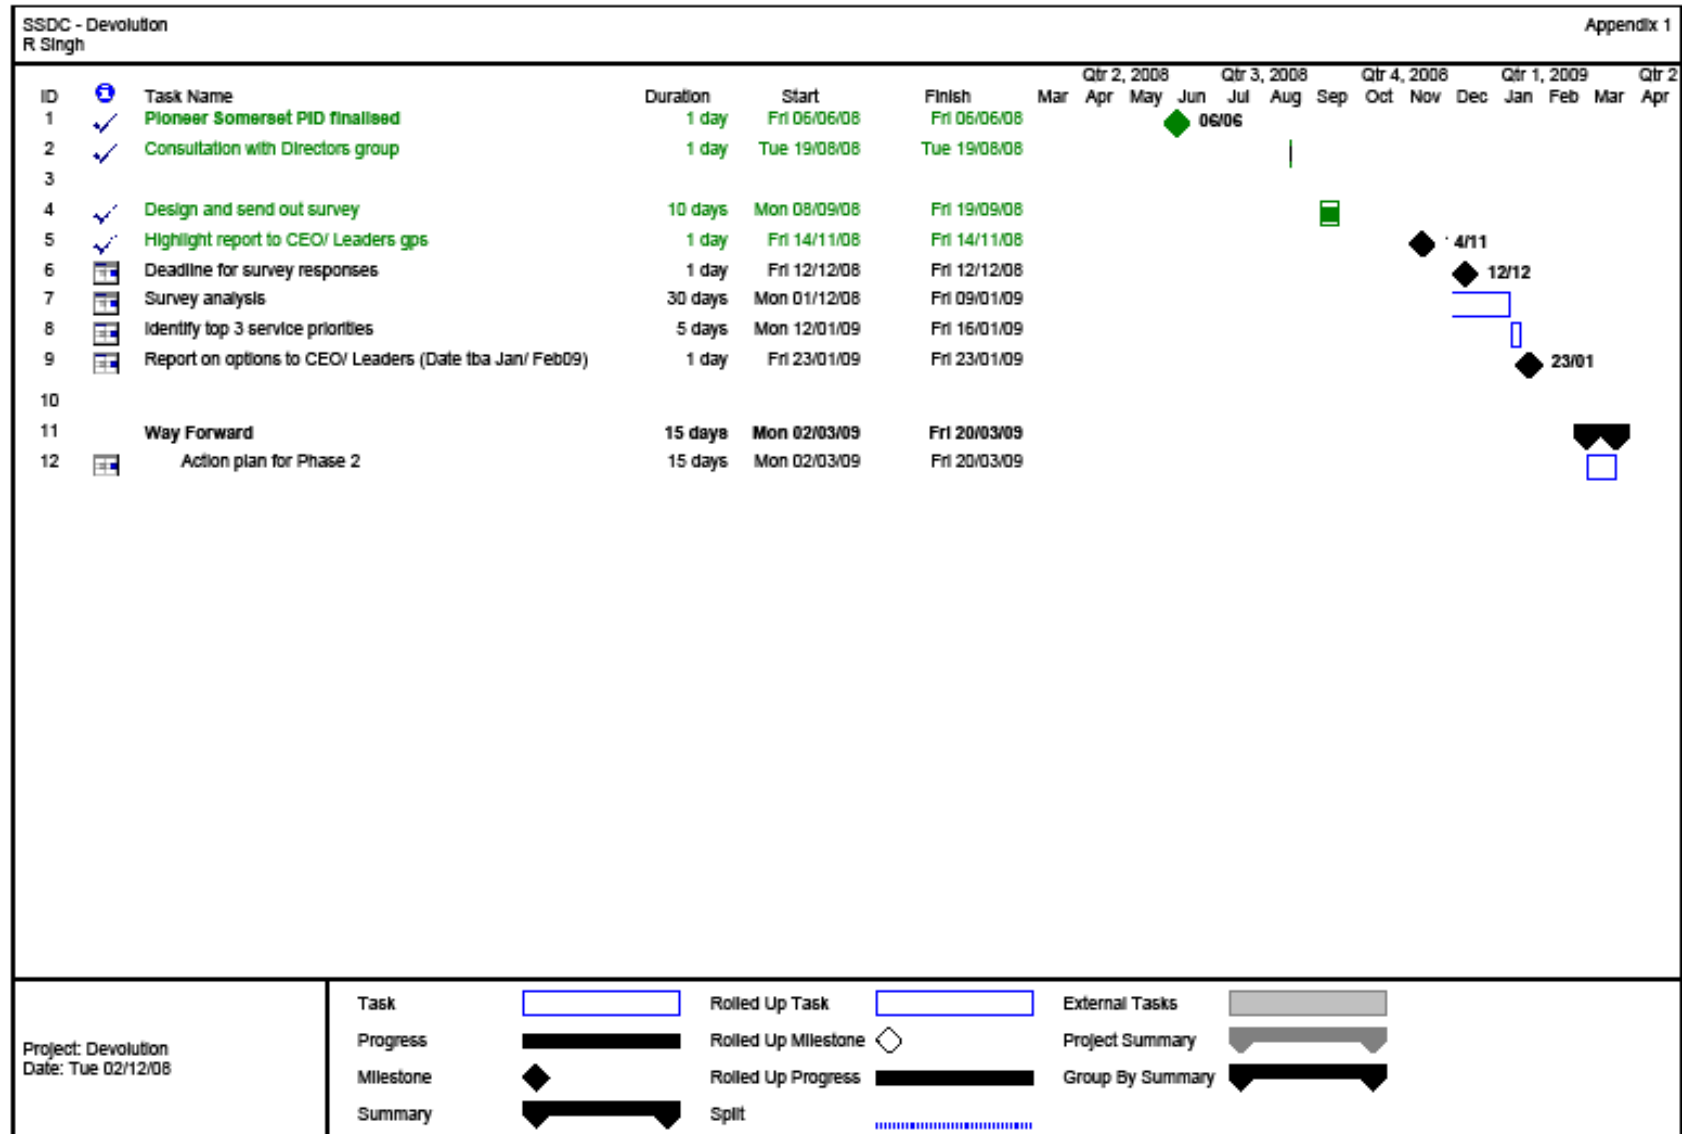 SSDC - Devolution
R Singh
Appendix 1
Qtr 2, 2008 Qtr 3, 2008 Qtr 4, 2008 Qtr 1, 2009 Qtr 2
ID Task Name Duration Start Finish Mar Apr May Jun Jul Aug Sep Oct Nov Dec Jan Feb Mar Apr
1 Pioneer Somerset PID finalised 1 day Fri 06/06/08 Fri 06/06/08 06/06
2 Consultation with Directors group 1 day Tue 19/08/08 Tue 19/08/08
3
4 Design and send out survey 10 days Mon 08/09/08 Fri 19/09/08
5 Highlight report to CEO/ Leaders gps 1 day Fri 14/11/08 Fri 14/11/08 4/11
6 Deadline for survey responses 1 day Fri 12/12/08 Fri 12/12/08 12/12
7 Survey analysis 30 days Mon 01/12/08 Fri 09/01/09
8 Identify top 3 service priorities 5 days Mon 12/01/09 Fri 16/01/09
9 Report on options to CEO/ Leaders (Date tba Jan/ Feb09) 1 day Fri 23/01/09 Fri 23/01/09 23/01
10
11 Way Forward 15 days Mon 02/03/09 Fri 20/03/09
12 Action plan for Phase 2 15 days Mon 02/03/09 Fri 20/03/09
Project: Devolution
Date: Tue 02/12/08
Task Rolled Up Task External Tasks
Progress Rolled Up Milestone Project Summary
Milestone Rolled Up Progress Group By Summary
Summary Split